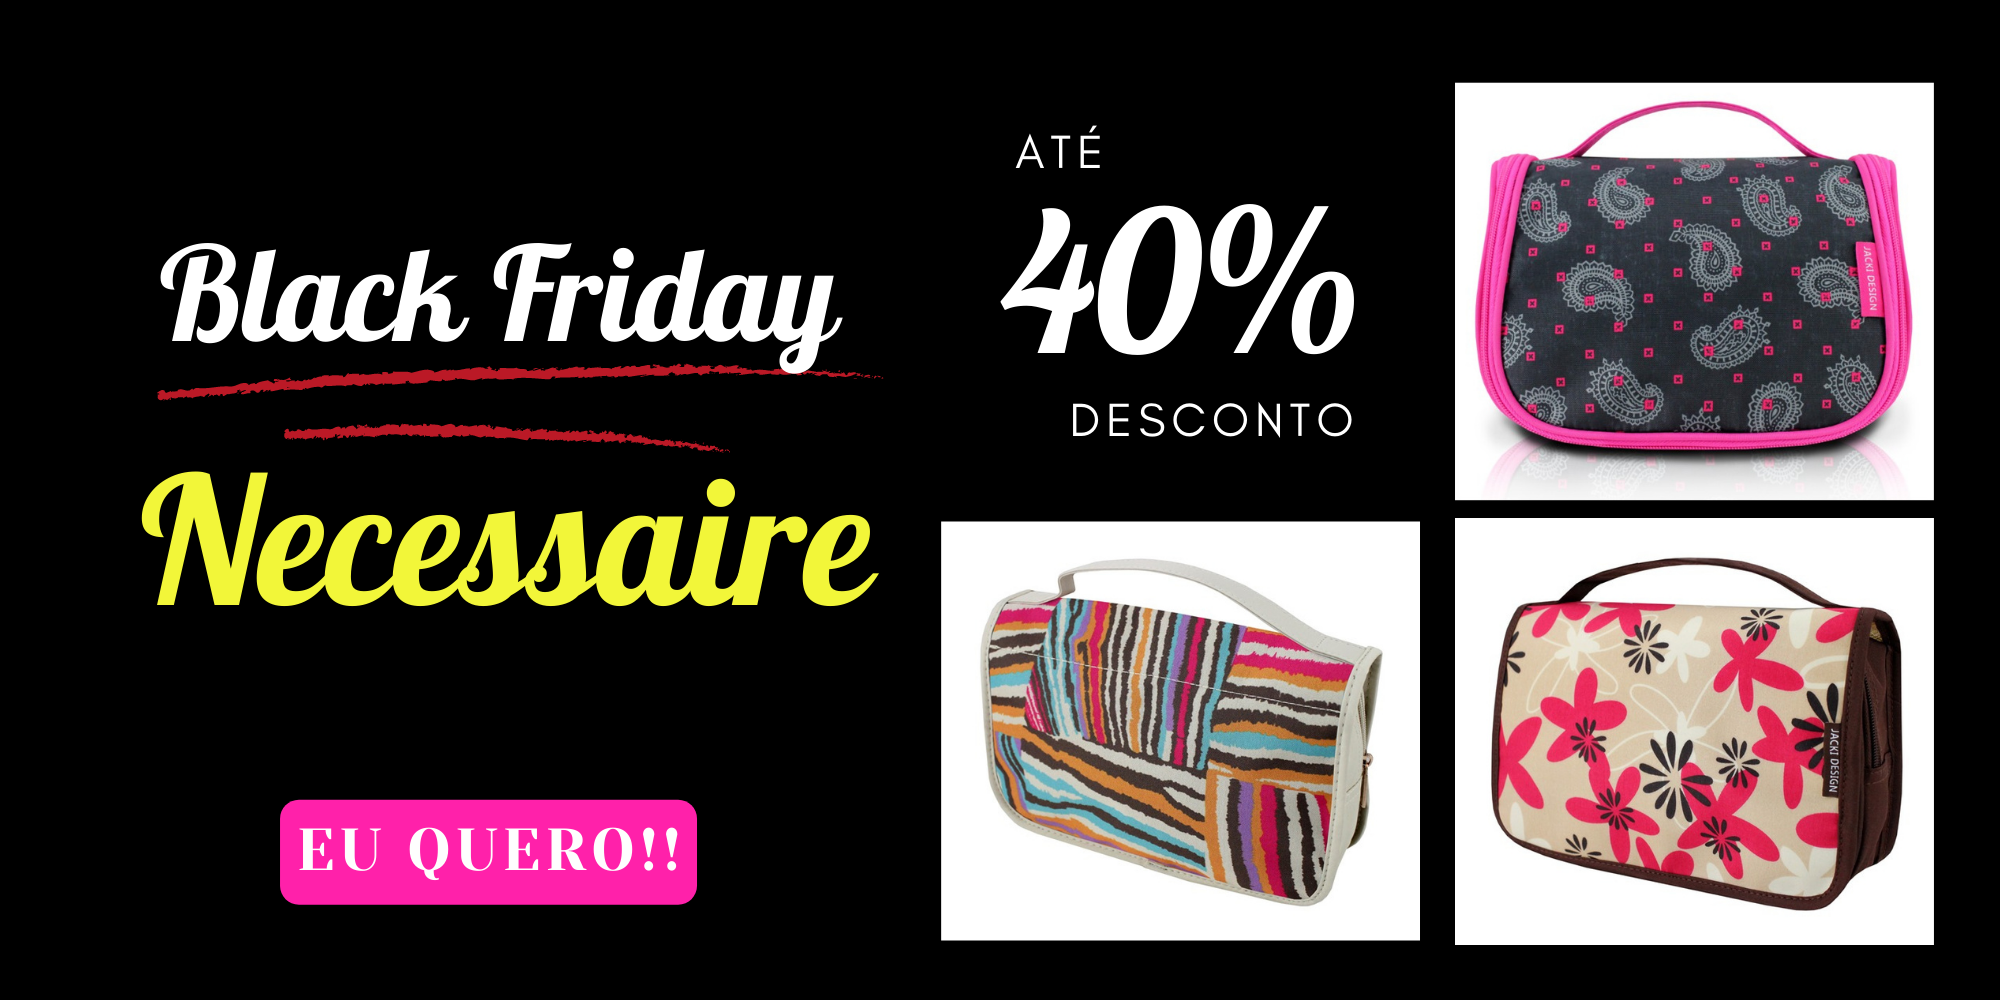 Black Friday
Necessaire
EU QUERO!!
ATÉ
40%
DESCONTO
JACKI DESIGN
JACKI DESIGN